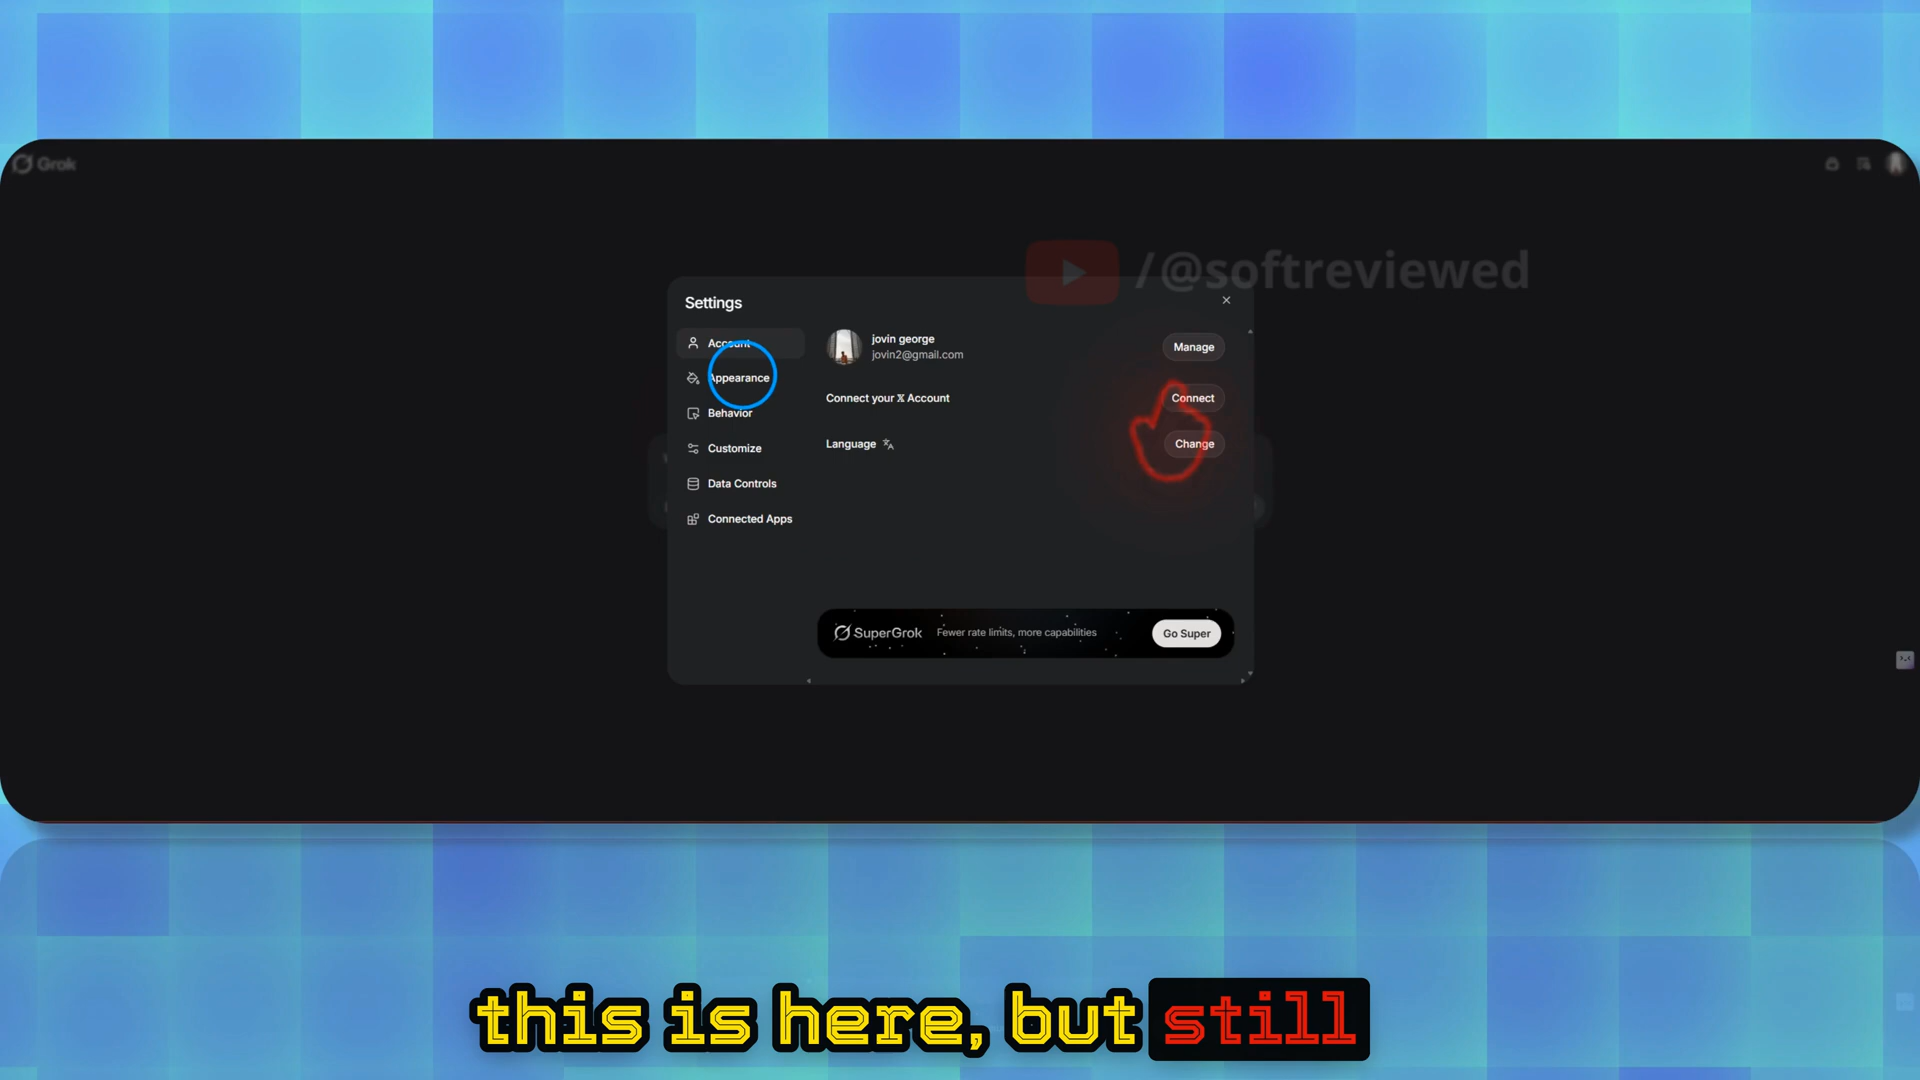 Grok
/@softreviewed
Settings
Account
Appearance
Behavior
Customize
Data Controls
Connected Apps
jovin george
jovin2@gmail.com
Manage
Connect your 𝕏 Account
Connect
Language
Change
SuperGrok Fewer rate limits, more capabilities Go Super
this is here, but still